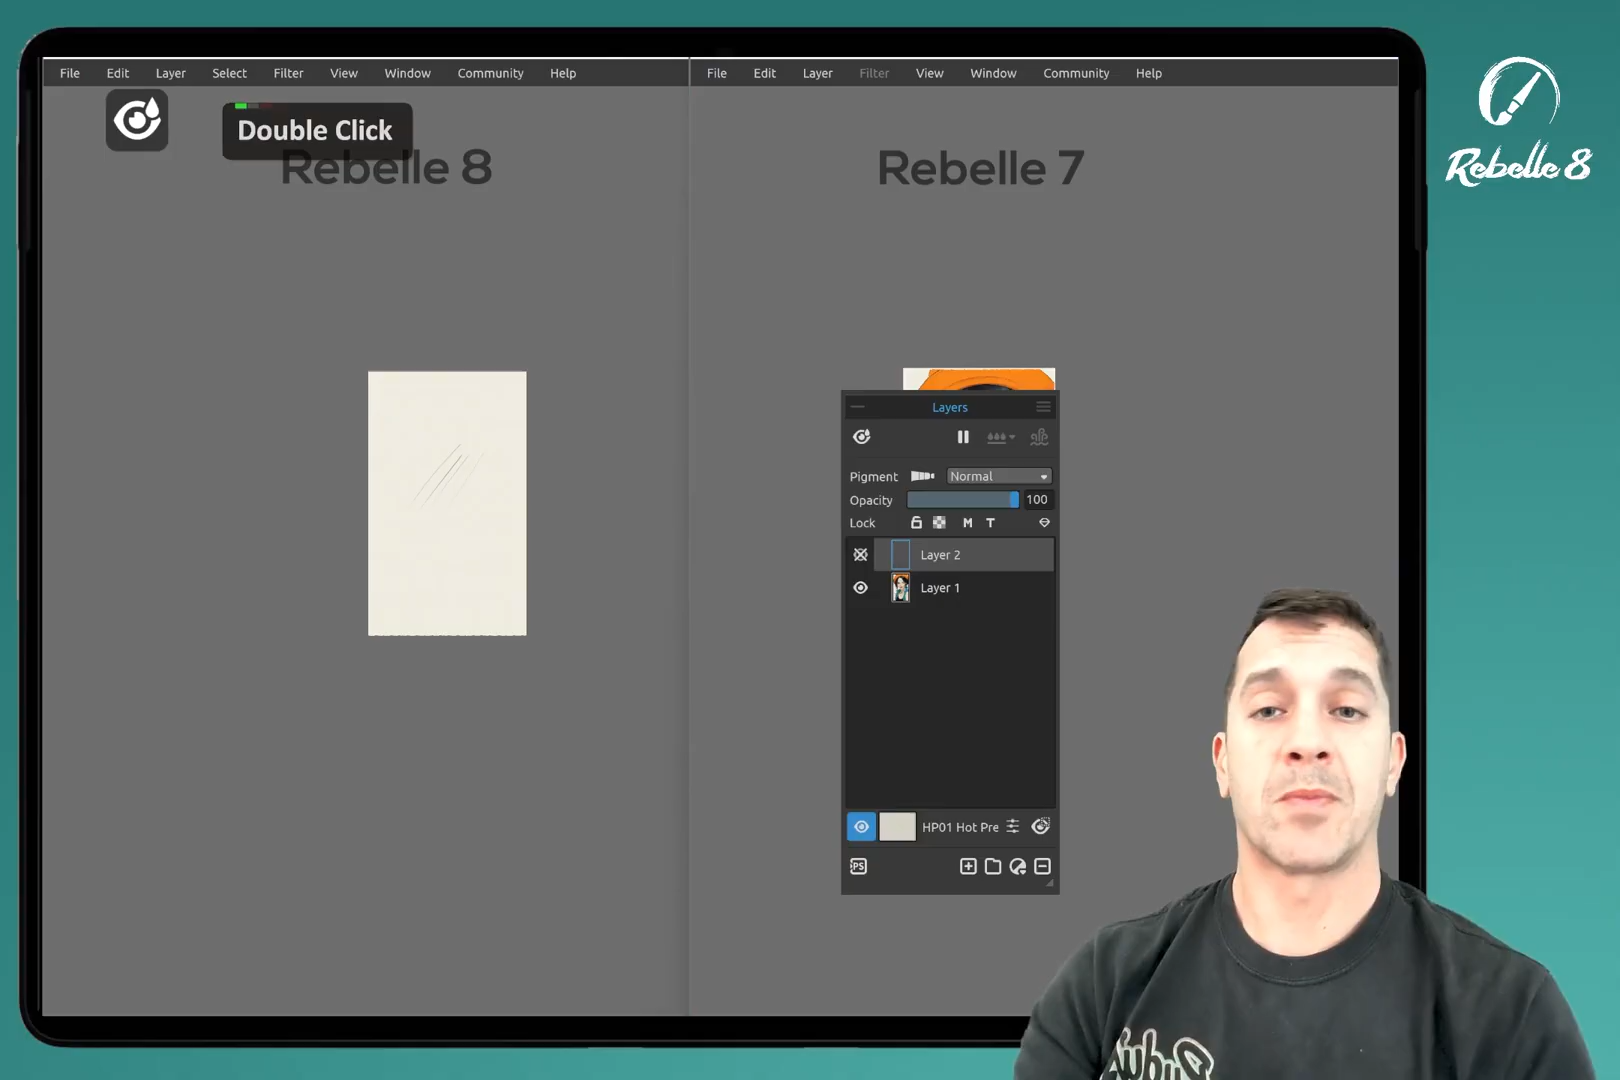 File Edit Layer Select Filter View Window Community Help
File Edit Layer Filter View Window Community Help
Double Click
Rebelle 8
Rebelle 7
Rebelle 8
Layers
Pigment Normal
Opacity 100
Lock M T
Layer 2
Layer 1
HP01 Hot Pre
PS